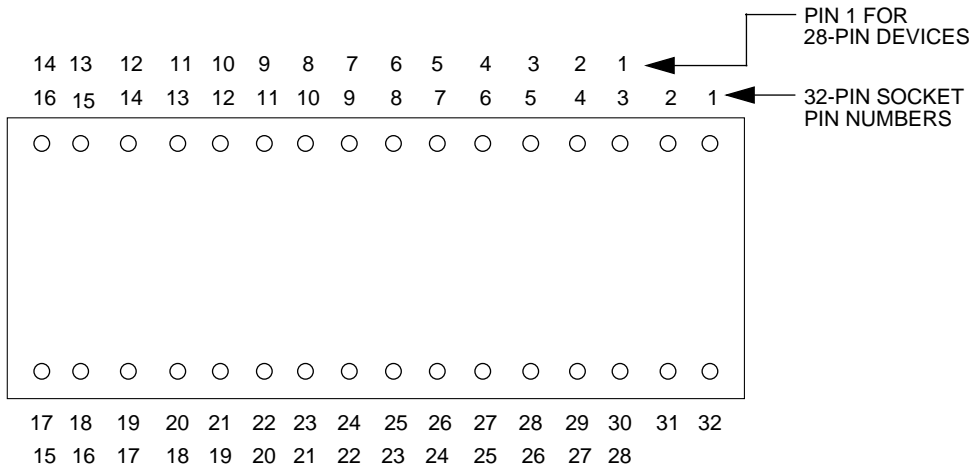 PIN 1 FOR
28-PIN DEVICES
14 13 12 11 10 9 8 7 6 5 4 3 2 1
16 15 14 13 12 11 10 9 8 7 6 5 4 3 2 1
32-PIN SOCKET
PIN NUMBERS
17 18 19 20 21 22 23 24 25 26 27 28 29 30 31 32
15 16 17 18 19 20 21 22 23 24 25 26 27 28